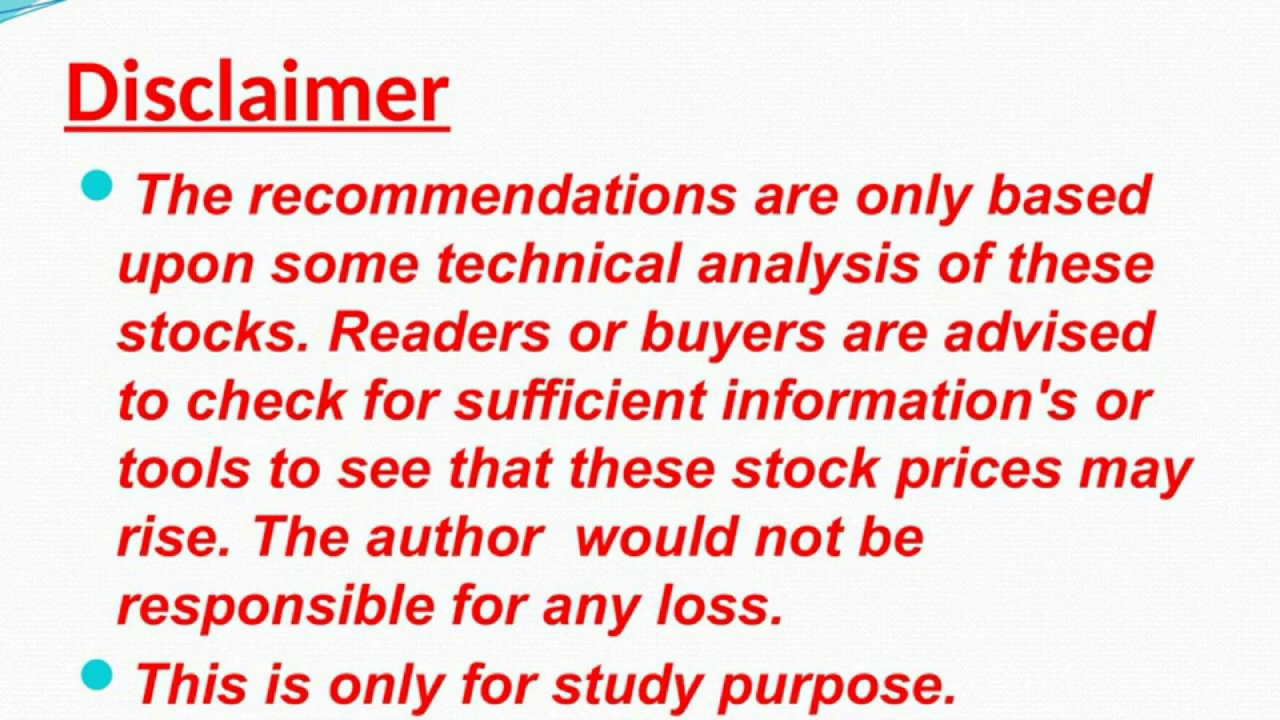 Disclaimer
The recommendations are only based
upon some technical analysis of these
stocks. Readers or buyers are advised
to check for sufficient information's or
tools to see that these stock prices may
rise. The author  would not be
responsible for any loss.
This is only for study purpose.